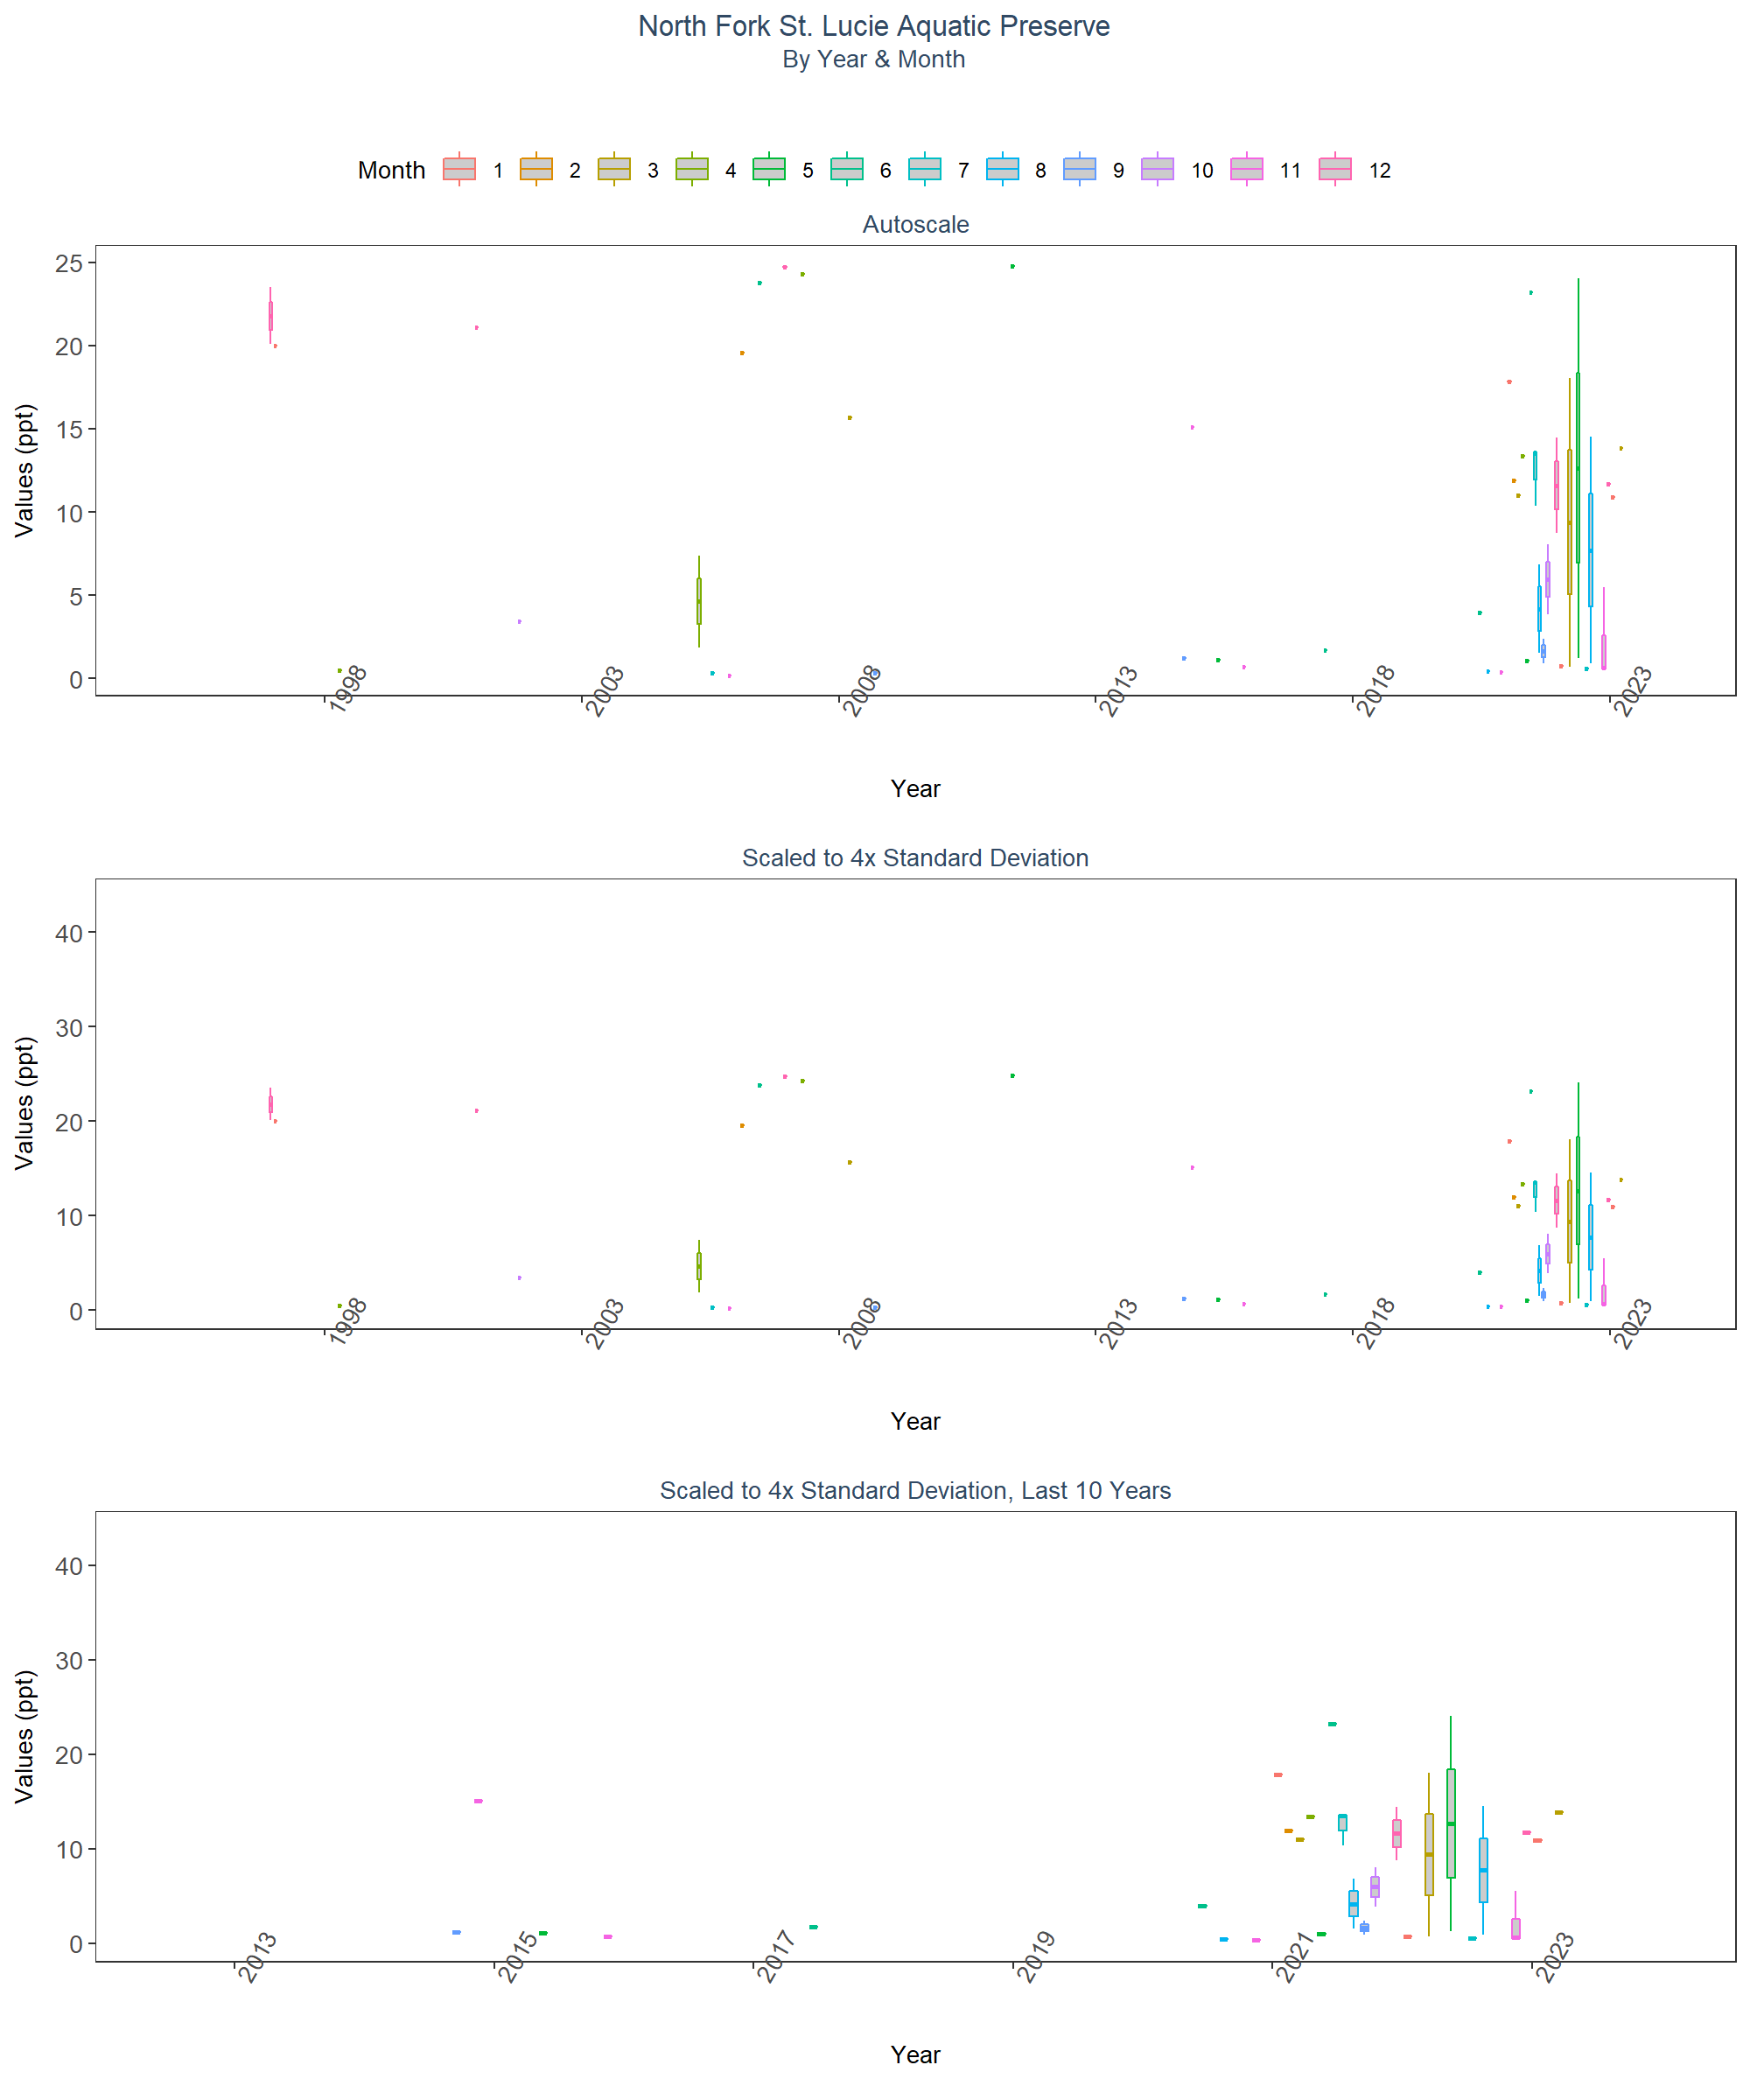 North Fork St. Lucie Aquatic Preserve
By Year & Month
Month 1 2 3 4 5 6 7 8 9 10 11 12
Autoscale
Values (ppt)
25
20
15
10
5
0
1998 2003 2008 2013 2018 2023
Year
Scaled to 4x Standard Deviation
Values (ppt)
40
30
20
10
0
1998 2003 2008 2013 2018 2023
Year
Scaled to 4x Standard Deviation, Last 10 Years
Values (ppt)
40
30
20
10
0
2013 2015 2017 2019 2021 2023
Year